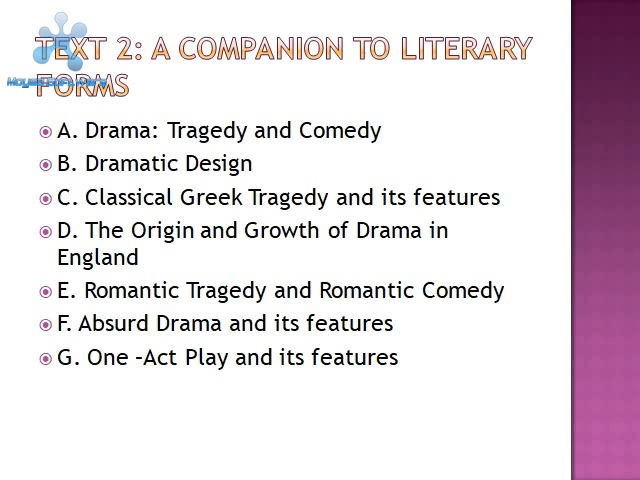 TEXT 2: A COMPANION TO LITERARY
FORMS
A. Drama: Tragedy and Comedy
B. Dramatic Design
C. Classical Greek Tragedy and its features
D. The Origin and Growth of Drama in
England
E. Romantic Tragedy and Romantic Comedy
F. Absurd Drama and its features
G. One –Act Play and its features